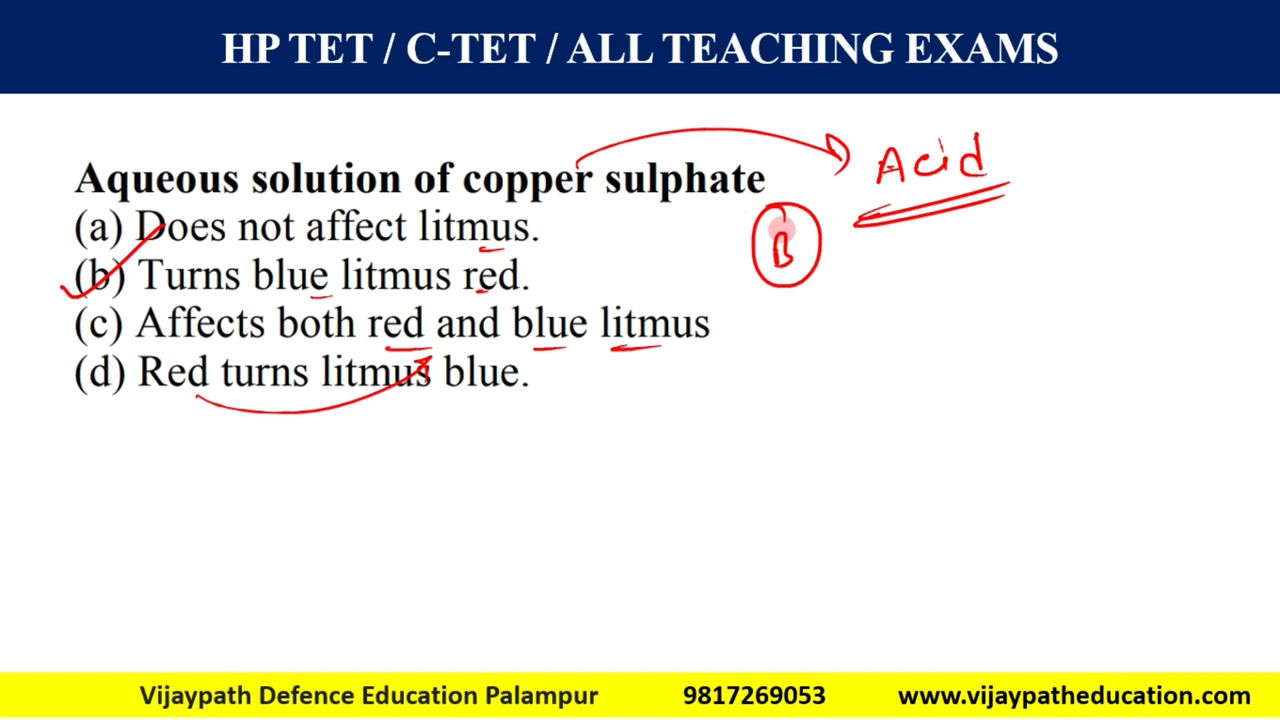 HP TET / C-TET / ALL TEACHING EXAMS
Aqueous solution of copper sulphate
Acid
(a) Does not affect litmus.
B
(b) Turns blue litmus red.
(c) Affects both red and blue litmus
(d) Red turns litmus blue.
Vijaypath Defence Education Palampur 9817269053 www.vijaypatheducation.com